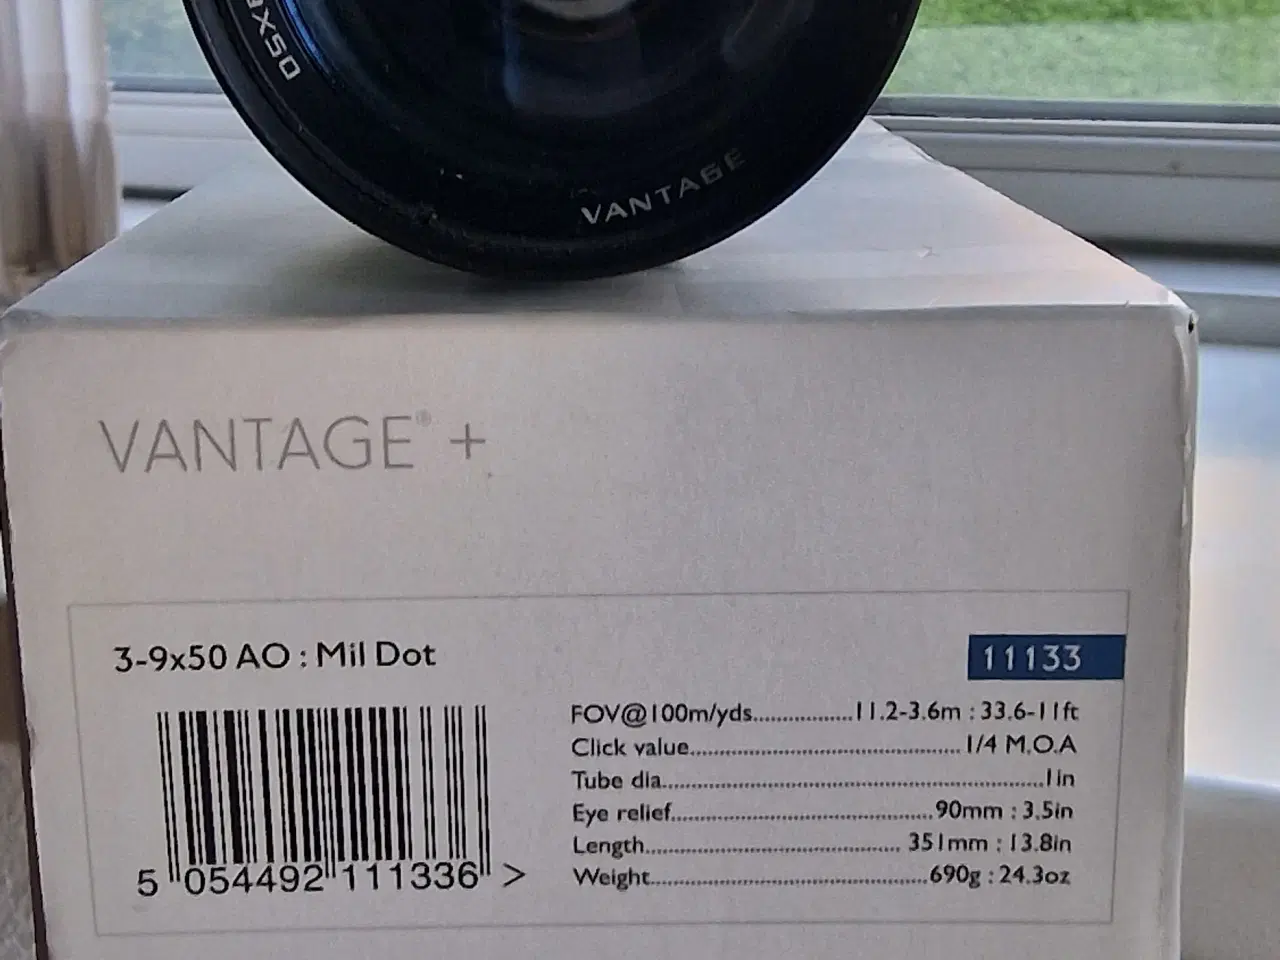 9X50
VANTAGE
VANTAGE® +
3-9x50 AO : Mil Dot
11133
FOV@100m/yds..................11.2-3.6m : 33.6-11ft
Click value.................................................1/4 M.O.A
Tube dia.....................................................................1in
Eye relief...............................................90mm : 3.5in
Length.............................................. 351mm : 13.8in
Weight..................................................690g : 24.3oz
5 054492 111336 >